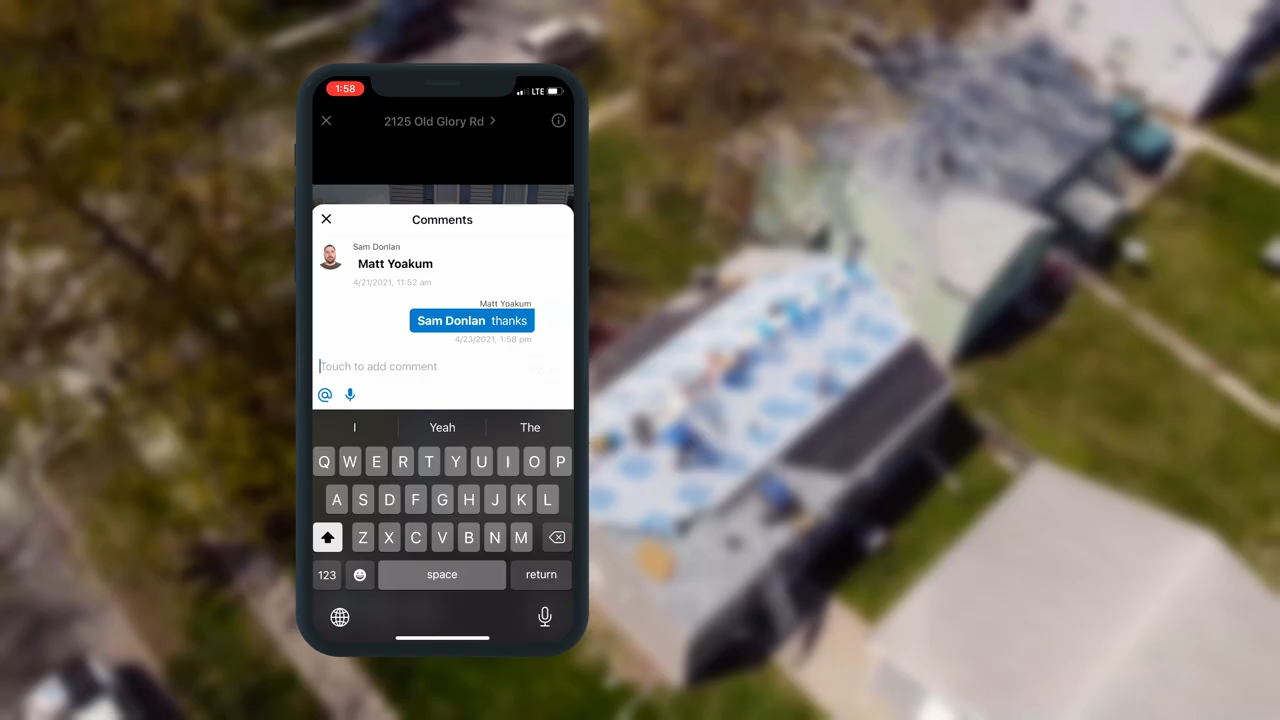 1:58
LTE
2125 Old Glory Rd
Comments
Sam Donlan
Matt Yoakum
4/21/2021, 11:52 am
Matt Yoakum
Sam Donlan thanks
4/23/2021, 1:58 pm
Touch to add comment
@
I Yeah The
Q W E R T Y U I O P
A S D F G H J K L
Z X C V B N M
123 space return